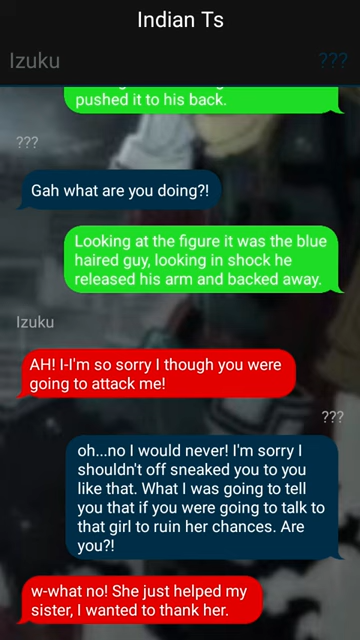 Indian Ts
Izuku
???
pushed it to his back.
???
Gah what are you doing?!
Looking at the figure it was the blue
haired guy, looking in shock he
released his arm and backed away.
Izuku
AH! I-I'm so sorry I though you were
going to attack me!
???
oh...no I would never! I'm sorry I
shouldn't off sneaked you to you
like that. What I was going to tell
you that if you were going to talk to
that girl to ruin her chances. Are
you?!
w-what no! She just helped my
sister, I wanted to thank her.